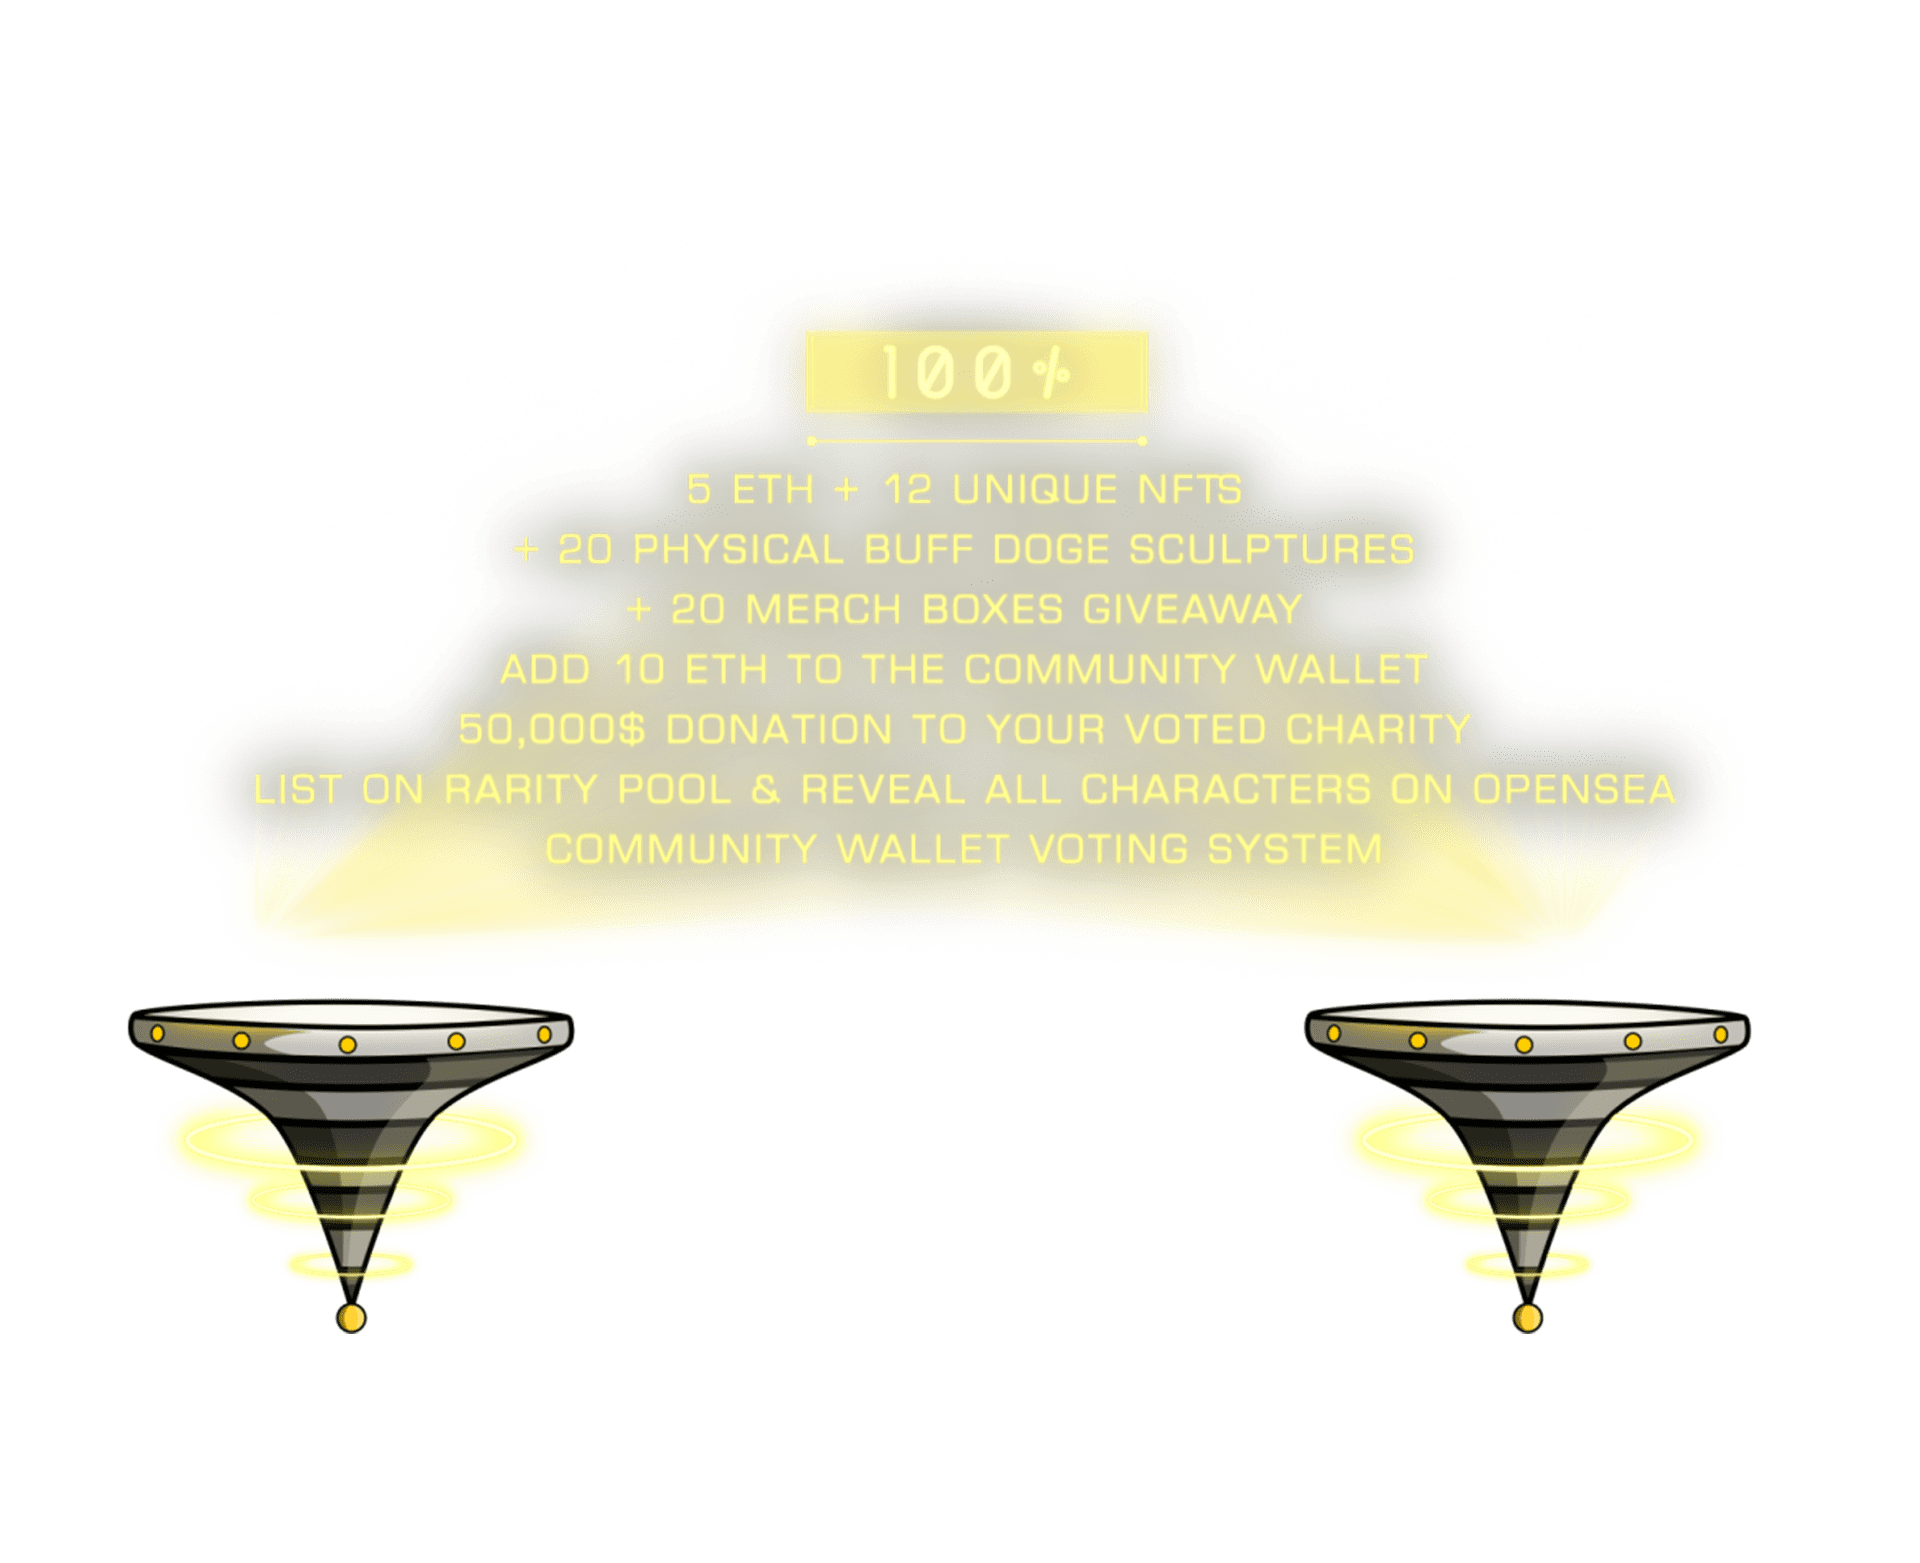 100%
5 ETH + 12 UNIQUE NFTS
+ 20 PHYSICAL BUFF DOGE SCULPTURES
+ 20 MERCH BOXES GIVEAWAY
ADD 10 ETH TO THE COMMUNITY WALLET
50,000$ DONATION TO YOUR VOTED CHARITY
LIST ON RARITY POOL & REVEAL ALL CHARACTERS ON OPENSEA
COMMUNITY WALLET VOTING SYSTEM